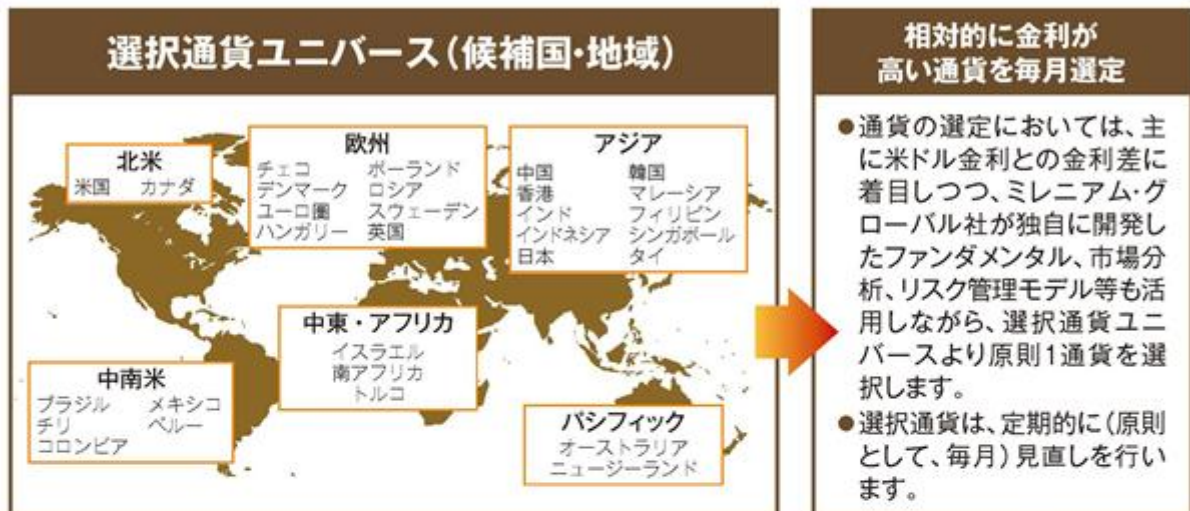 選択通貨ユニバース(候補国・地域)
北米
米国 カナダ
欧州
チェコ ポーランド
デンマーク ロシア
ユーロ圏 スウェーデン
ハンガリー 英国
アジア
中国 韓国
香港 マレーシア
インド フィリピン
インドネシア シンガポール
日本 タイ
中東・アフリカ
イスラエル
南アフリカ
トルコ
中南米
ブラジル メキシコ
チリ ペルー
コロンビア
パシフィック
オーストラリア
ニュージーランド
相対的に金利が
高い通貨を毎月選定
●通貨の選定においては、主
に米ドル金利との金利差に
着目しつつ、ミレニアム・グ
ローバル社が独自に開発し
たファンダメンタル、市場分
析、リスク管理モデル等も活
用しながら、選択通貨ユニ
バースより原則1通貨を選
択します。
●選択通貨は、定期的に(原則
として、毎月)見直しを行い
ます。